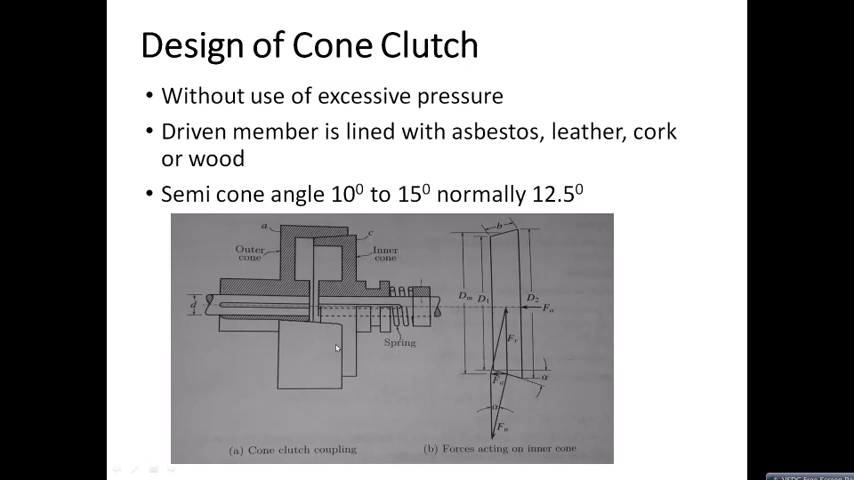 Design of Cone Clutch
• Without use of excessive pressure
• Driven member is lined with asbestos, leather, cork
or wood
• Semi cone angle 10⁰ to 15⁰ normally 12.5⁰
a
c
Outer
cone
Inner
cone
d
Spring
(a) Cone clutch coupling
b
Dm D1 D2
Fa
Fr
α
α
Fn
(b) Forces acting on inner cone